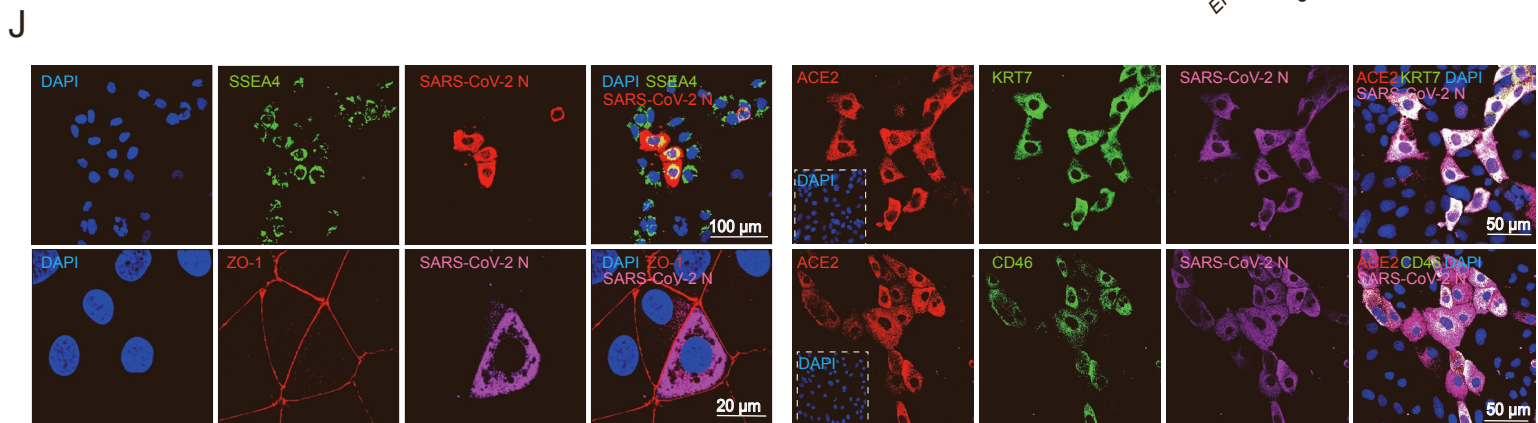 J
DAPI
SSEA4
SARS-CoV-2 N
DAPI SSEA4
SARS-CoV-2 N
100 µm
ACE2
DAPI
KRT7
SARS-CoV-2 N
ACE2 KRT7 DAPI
SARS-CoV-2 N
50 µm
DAPI
ZO-1
SARS-CoV-2 N
DAPI ZO-1
SARS-CoV-2 N
20 µm
ACE2
DAPI
CD46
SARS-CoV-2 N
ACE2 CD46 DAPI
SARS-CoV-2 N
50 µm